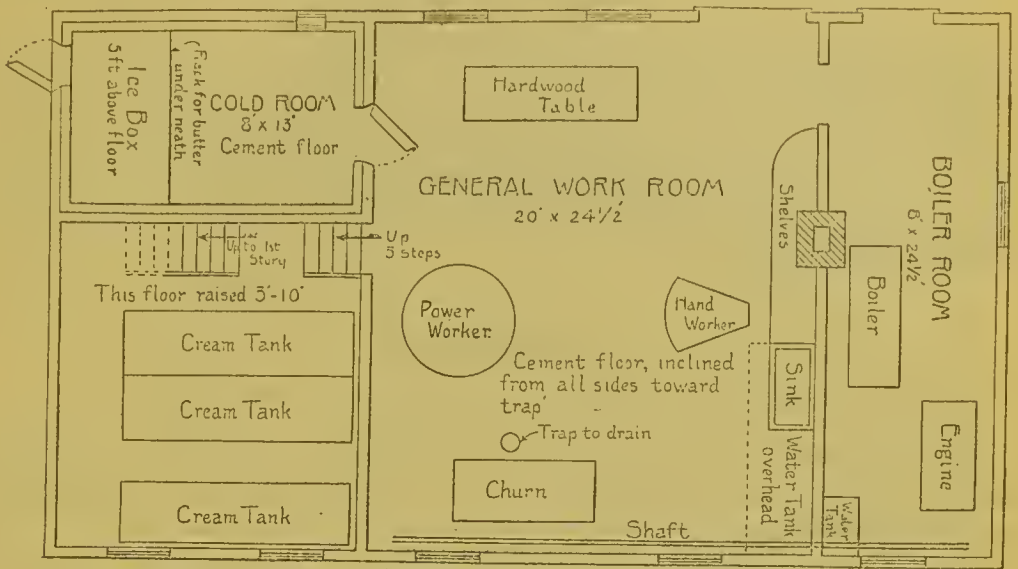 Ice Box
5ft above floor
(Rack for butter
under neath
COLD ROOM
8' x 13'
Cement floor
Hardwood
Table
GENERAL WORK ROOM
20' x 24½'
Shelves
BOILER ROOM
8' x 24½'
Boiler
Up to 1st
Story
Up
5 steps
This floor raised 3'-10"
Cream Tank
Cream Tank
Cream Tank
Power
Worker.
Hand
Worker
Cement floor, inclined
from all sides toward
trap
Trap to drain
Churn
Sink
Water Tank
overhead
Engine
Water
Tank
Shaft